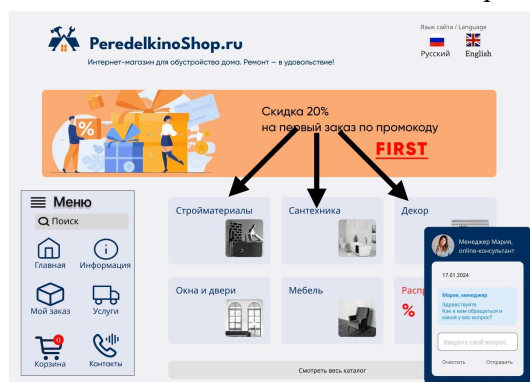 Язык сайта / Language
PeredelkinoShop.ru
Русский English
Интернет-магазин для обустройства дома. Ремонт – в удовольствие!
Скидка 20%
на первый заказ по промокоду
FIRST
%
Меню
Поиск
Главная Информация
Мой заказ Услуги
0
Корзина Контакты
Стройматериалы Сантехника Декор
Окна и двери Мебель
%
Смотреть весь каталог
Менеджер Мария,
online-консультант
17.01.2024
Мария, менеджер
Здравствуйте.
Как к вам обращаться и
какой у вас вопрос?
Введите свой вопрос
Очистить Отправить